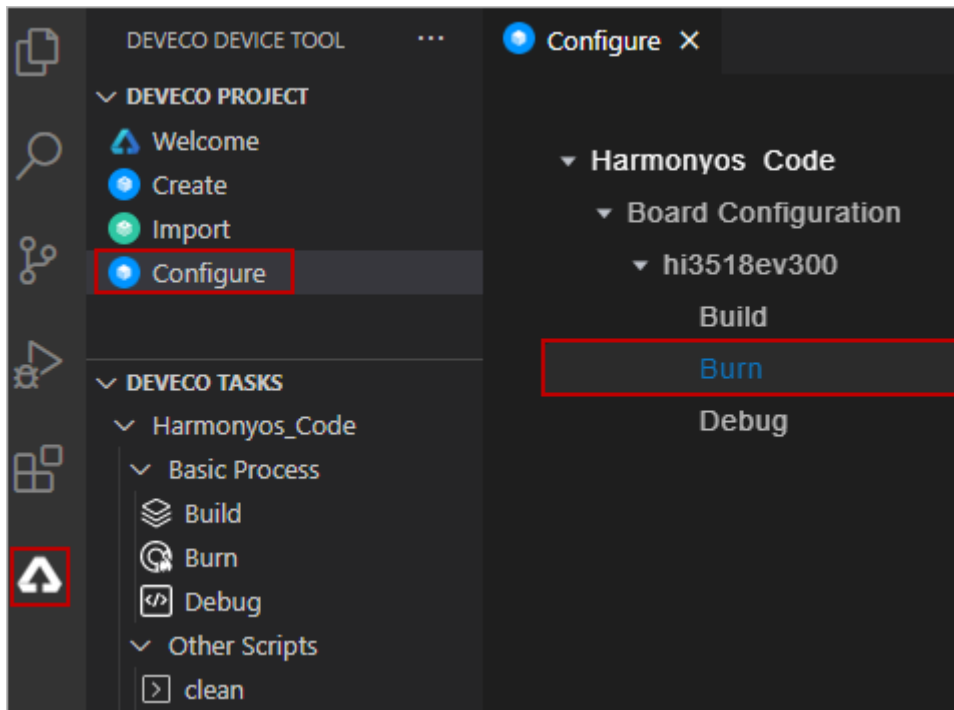 DEVECO DEVICE TOOL ···
DEVECO PROJECT
Welcome
Create
Import
Configure
DEVECO TASKS
Harmonyos_Code
Basic Process
Build
Burn
Debug
Other Scripts
clean
Configure ×
Harmonyos Code
Board Configuration
hi3518ev300
Build
Burn
Debug